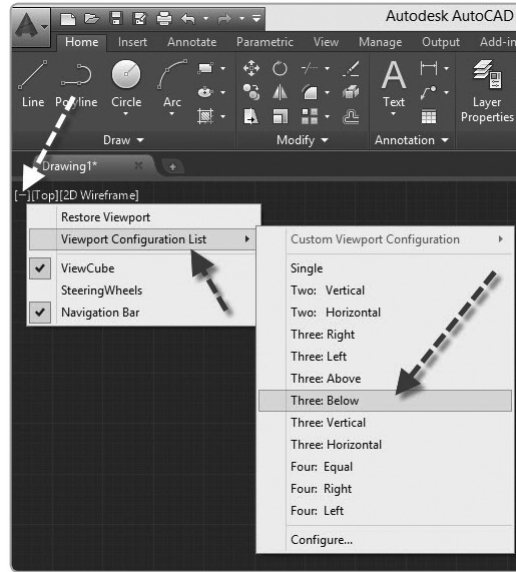 Autodesk AutoCAD
Home Insert Annotate Parametric View Manage Output Add-in
Line Polyline Circle Arc Text Layer
Properties
Draw Modify Annotation
Drawing1*
[−][Top][2D Wireframe]
Restore Viewport
Viewport Configuration List
ViewCube
SteeringWheels
Navigation Bar
Custom Viewport Configuration
Single
Two: Vertical
Two: Horizontal
Three: Right
Three: Left
Three: Above
Three: Below
Three: Vertical
Three: Horizontal
Four: Equal
Four: Right
Four: Left
Configure...